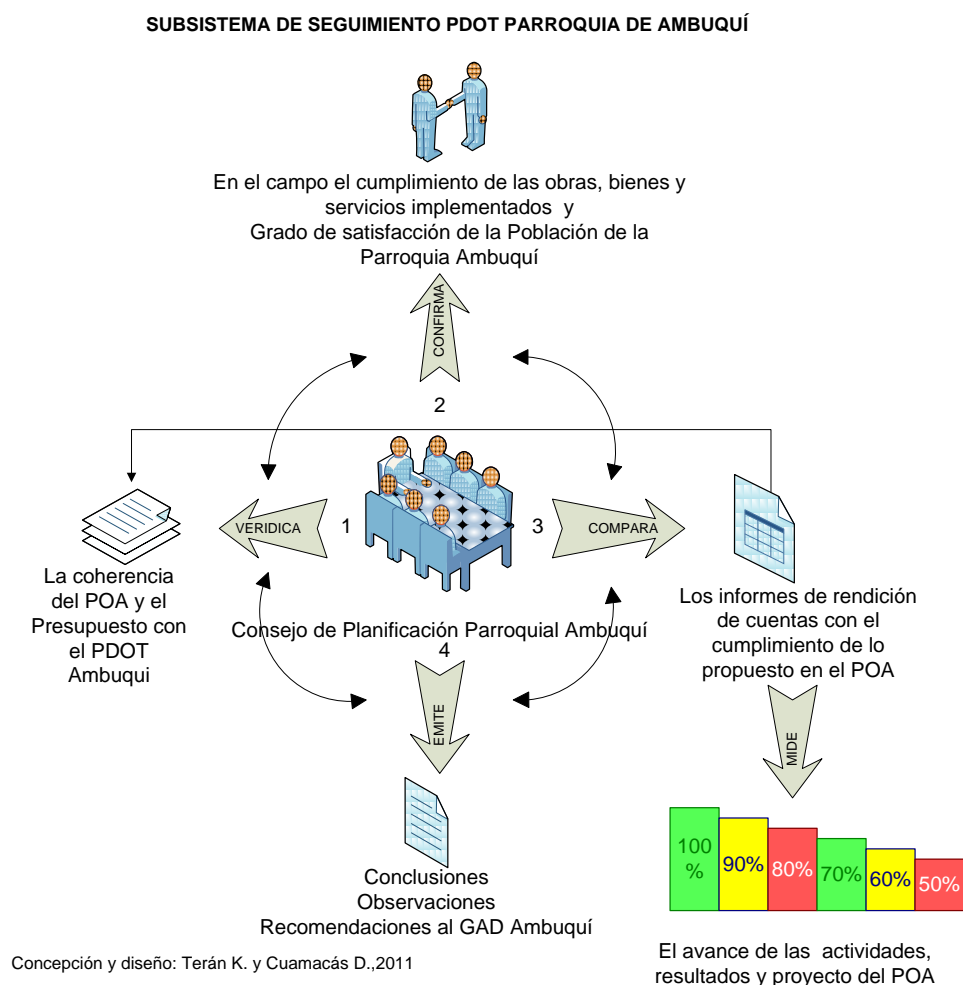 SUBSISTEMA DE SEGUIMIENTO PDOT PARROQUIA DE AMBUQUÍ
En el campo el cumplimiento de las obras, bienes y
servicios implementados  y
Grado de satisfacción de la Población de la
Parroquia Ambuquí
CONFIRMA
2
VERIDICA
1
3
COMPARA
La coherencia
del POA y el
Presupuesto con
el PDOT
Ambuqui
Consejo de Planificación Parroquial Ambuquí
4
Los informes de rendición
de cuentas con el
cumplimiento de lo
propuesto en el POA
EMITE
MIDE
Conclusiones
Observaciones
Recomendaciones al GAD Ambuquí
100
%
90%
80%
70%
60%
50%
El avance de las  actividades,
resultados y proyecto del POA
Concepción y diseño: Terán K. y Cuamacás D.,2011